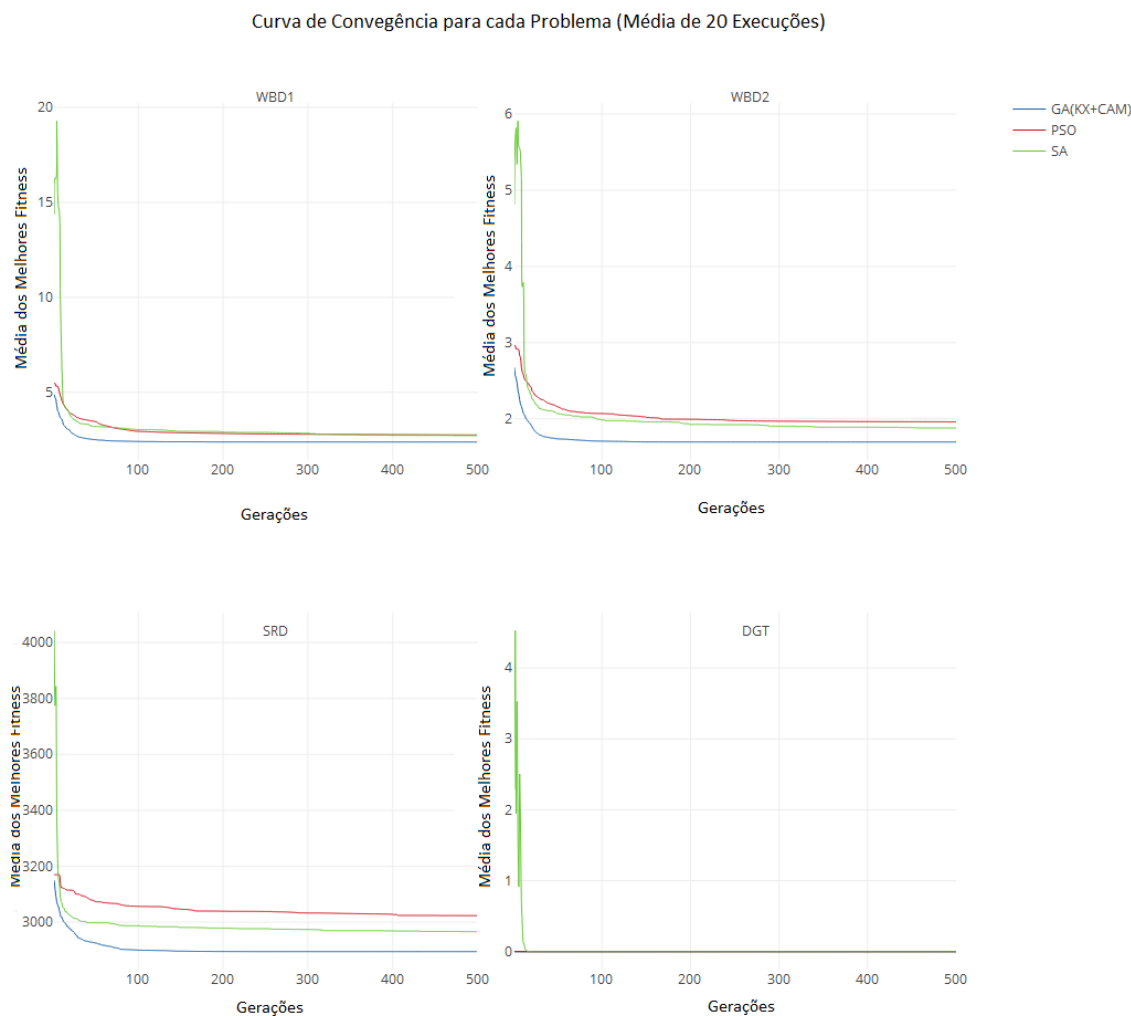 Curva de Convegência para cada Problema (Média de 20 Execuções)
WBD1
20
15
10
5
Média dos Melhores Fitness
100 200 300 400 500
Gerações
WBD2
6
5
4
3
2
Média dos Melhores Fitness
100 200 300 400 500
Gerações
GA(KX+CAM)
PSO
SA
SRD
4000
3800
3600
3400
3200
3000
Média dos Melhores Fitness
100 200 300 400 500
Gerações
DGT
4
3
2
1
0
Média dos Melhores Fitness
100 200 300 400 500
Gerações